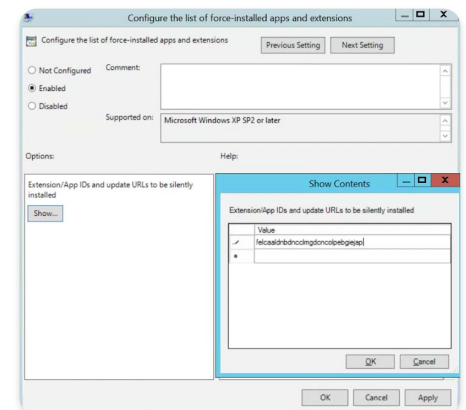 Configure the list of force-installed apps and extensions
Configure the list of force-installed apps and extensions
Previous Setting
Next Setting
Not Configured
Comment:
Enabled
Disabled
Supported on:
Microsoft Windows XP SP2 or later
Options:
Help:
Extension/App IDs and update URLs to be silently
installed
Show...
Show Contents
Extension/App IDs and update URLs to be silently installed
Value
felcaaldnbdncclmgdcncolpebgiejap
OK
Cancel
OK
Cancel
Apply